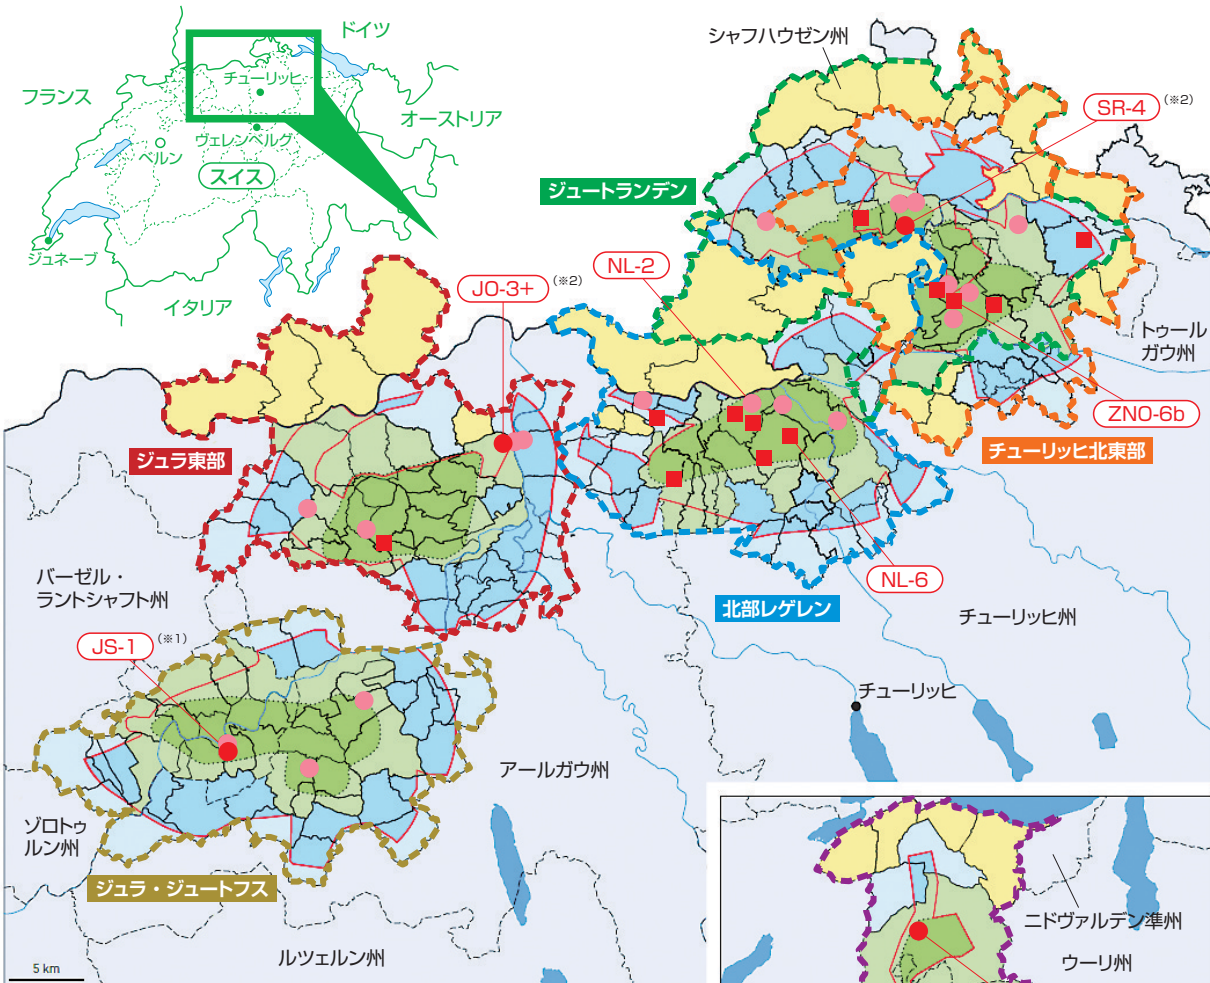 ドイツ
フランス
チューリッヒ
オーストリア
ヴェレンベルグ
ベルン
スイス
ジュネーブ
イタリア
シャフハウゼン州
SR-4 (※2)
ジュートランデン
NL-2
JO-3+ (※2)
トゥール
ガウ州
ZNO-6b
チューリッヒ北東部
ジュラ東部
NL-6
北部レゲレン
バーゼル・
ラントシャフト州
チューリッヒ州
JS-1 (※1)
チューリッヒ
アールガウ州
ゾロトゥ
ルン州
ジュラ・ジュートフス
ニドヴァルデン準州
ルツェルン州
ウーリ州
5 km